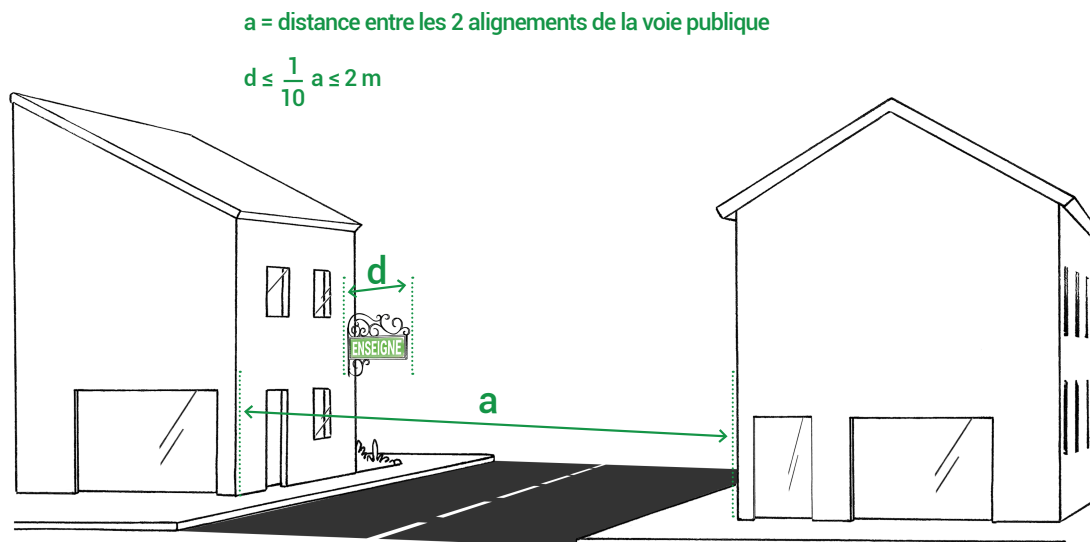 a = distance entre les 2 alignements de la voie publique
d ≤ 1/10 a ≤ 2 m
d
ENSEIGNE
a